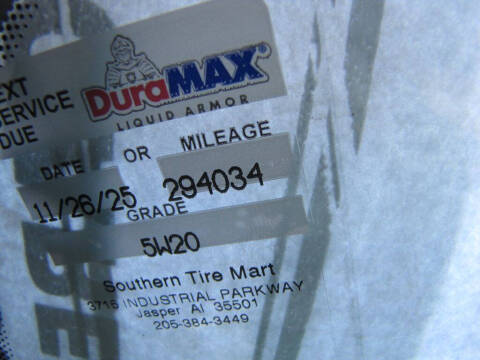 EXT
SERVICE
DUE
DuraMAX®
LIQUID ARMOR
DATE OR MILEAGE
11/26/25 294034
GRADE
5W20
Southern Tire Mart
3716 INDUSTRIAL PARKWAY
Jasper Al 35501
205-384-3449